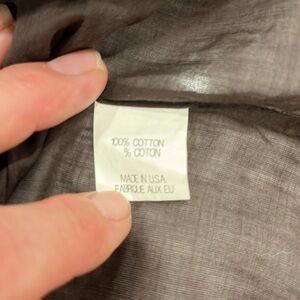 100% COTTON
% COTON
MADE IN U.S.A.
FABRIQUE AUX EU